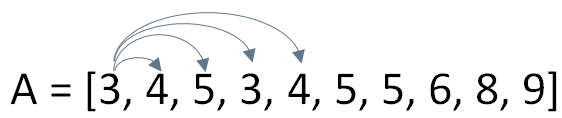 A = [3, 4, 5, 3, 4, 5, 5, 6, 8, 9]